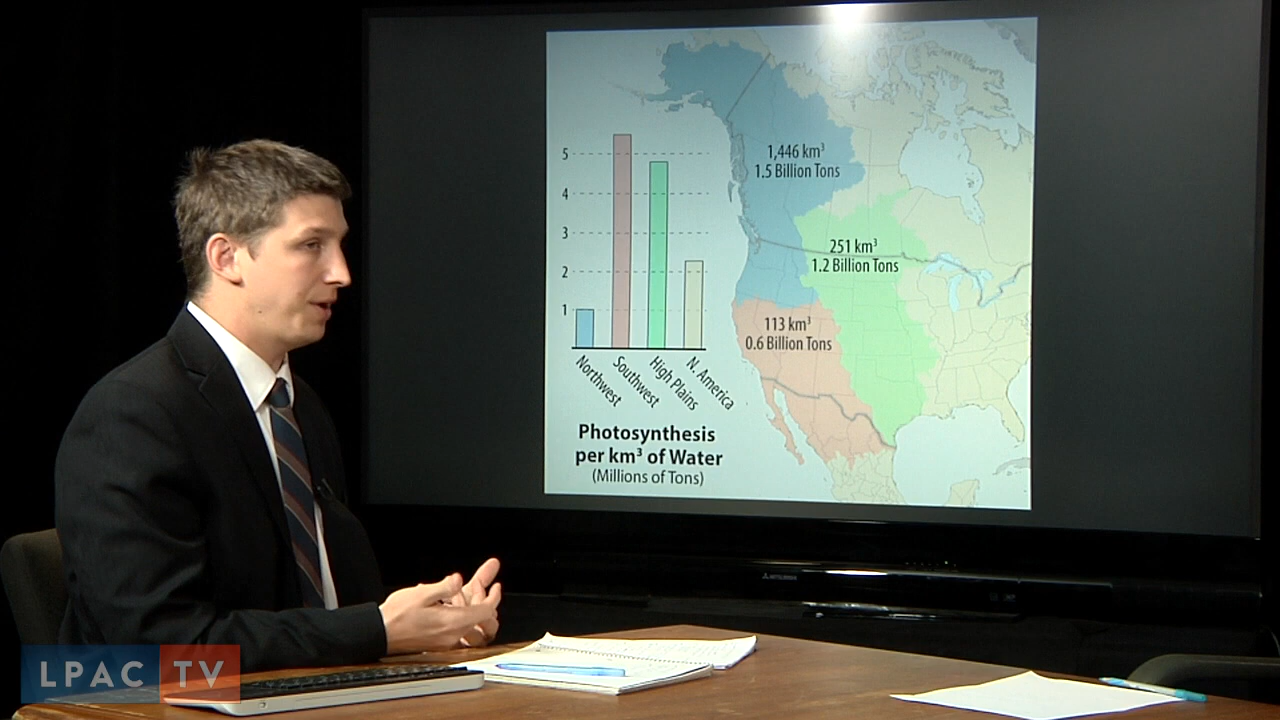 1,446 km³
1.5 Billion Tons
251 km³
1.2 Billion Tons
113 km³
0.6 Billion Tons
5
4
3
2
1
Northwest
Southwest
High Plains
N. America
Photosynthesis
per km³ of Water
(Millions of Tons)
MITSUBISHI
LPAC TV